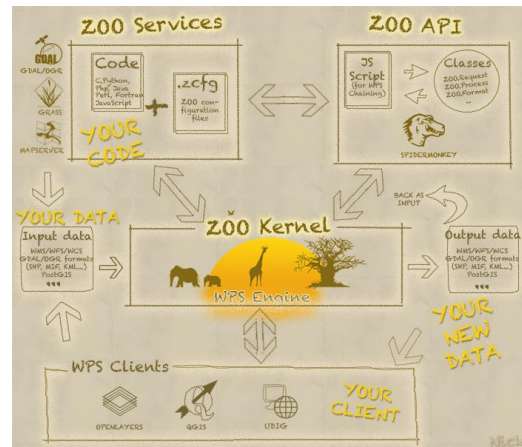 ZOO Services
ZOO API
GDAL
GDAL/OGR
GRASS
MAPSERVER
Code
C, Python,
Php, Java
Perl, Fortran
JavaScript
+
.zcfg
ZOO con-
figuration
files
YOUR
CODE
JS
Script
(for WPS
Chaining)
Classes
ZOO.Request
ZOO.Process
ZOO.Format
...
SPIDERMONKEY
BACK AS
INPUT
YOUR DATA
Input data
WMS/WFS/WCS
GDAL/OGR formats
(SHP, MIF, KML...)
PostGIS
•••
ZOO Kernel
WPS Engine
Output data
WMS/WFS/WCS
GDAL/OGR formats
(SHP, MIF, KML...)
PostGIS
•••
YOUR
NEW
DATA
WPS Clients
OPENLAYERS
QGIS
UDIG
YOUR
CLIENT